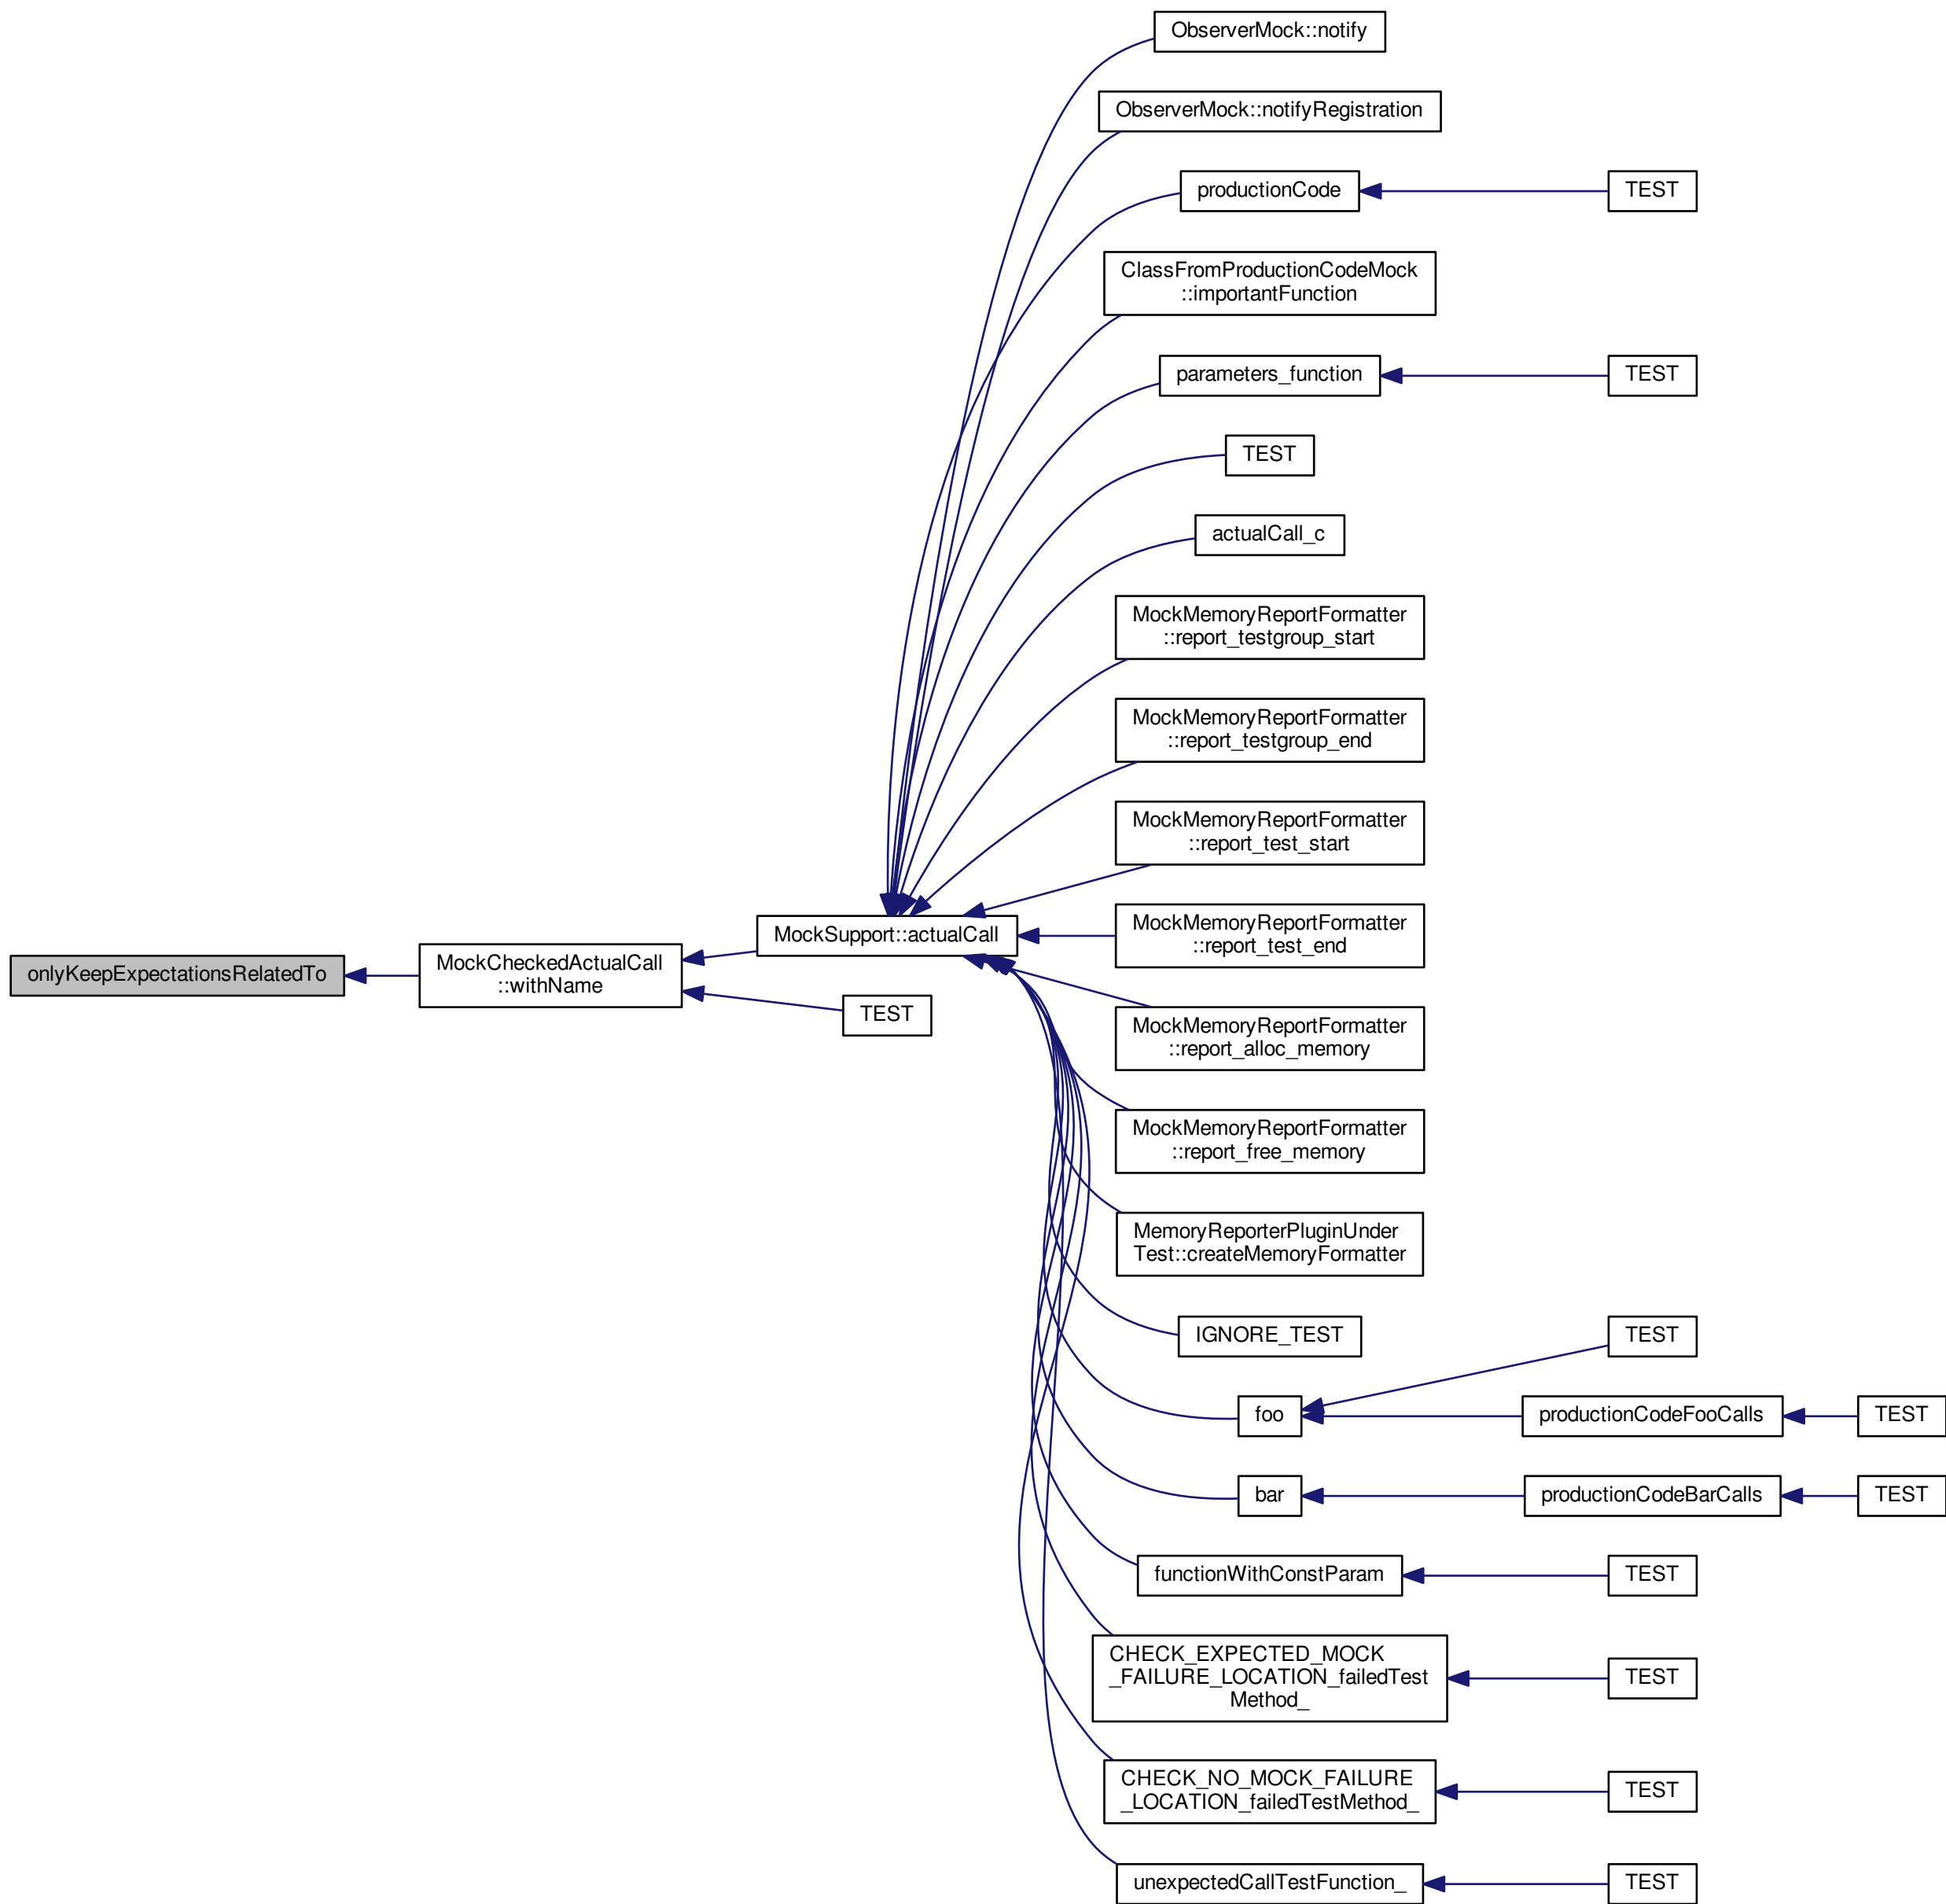 ObserverMock::notify
ObserverMock::notifyRegistration
productionCode
TEST
ClassFromProductionCodeMock
::importantFunction
parameters_function
TEST
TEST
actualCall_c
MockMemoryReportFormatter
::report_testgroup_start
MockMemoryReportFormatter
::report_testgroup_end
MockMemoryReportFormatter
::report_test_start
MockSupport::actualCall
MockMemoryReportFormatter
::report_test_end
onlyKeepExpectationsRelatedTo
MockCheckedActualCall
::withName
TEST
MockMemoryReportFormatter
::report_alloc_memory
MockMemoryReportFormatter
::report_free_memory
MemoryReporterPluginUnder
Test::createMemoryFormatter
IGNORE_TEST
TEST
foo
productionCodeFooCalls
TEST
bar
productionCodeBarCalls
TEST
functionWithConstParam
TEST
CHECK_EXPECTED_MOCK
_FAILURE_LOCATION_failedTest
Method_
TEST
CHECK_NO_MOCK_FAILURE
_LOCATION_failedTestMethod_
TEST
unexpectedCallTestFunction_
TEST